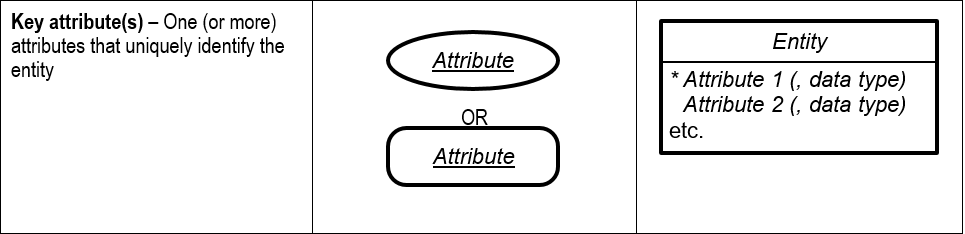 Key attribute(s) – One (or more)
attributes that uniquely identify the
entity
Attribute
OR
Attribute
Entity
* Attribute 1 (, data type)
Attribute 2 (, data type)
etc.